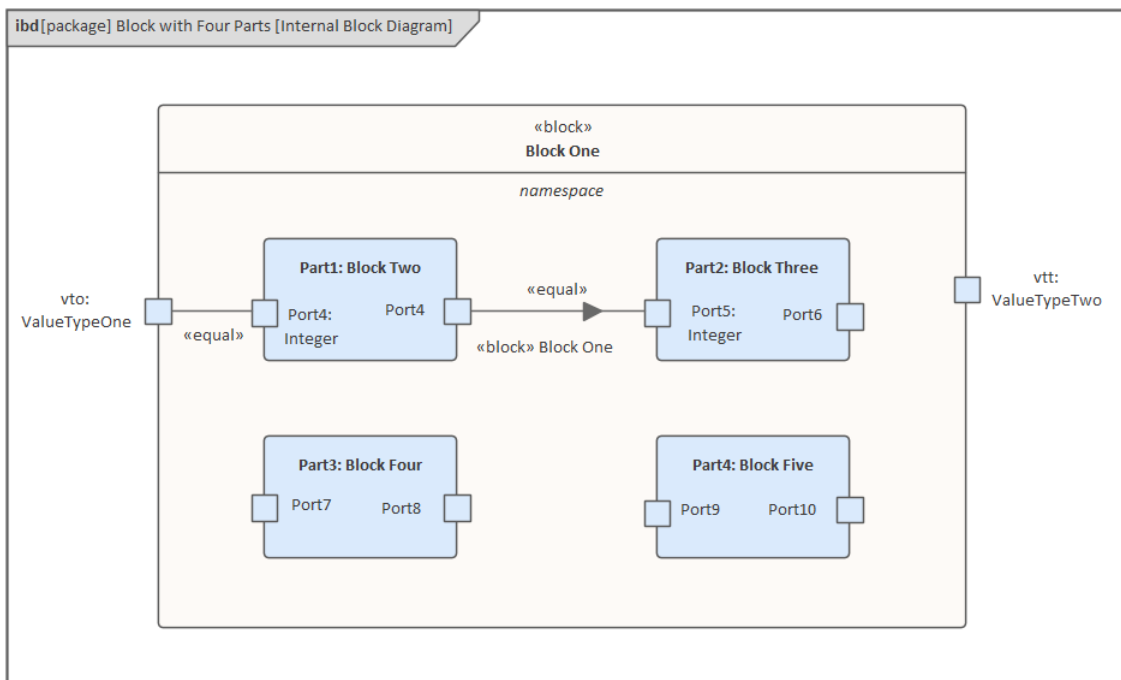 ibd[package] Block with Four Parts [Internal Block Diagram]
«block»
Block One
namespace
vto:
ValueTypeOne
«equal»
Part1: Block Two
Port4:
Integer
Port4
«equal»
«block» Block One
Part2: Block Three
Port5:
Integer
Port6
vtt:
ValueTypeTwo
Part3: Block Four
Port7
Port8
Part4: Block Five
Port9
Port10